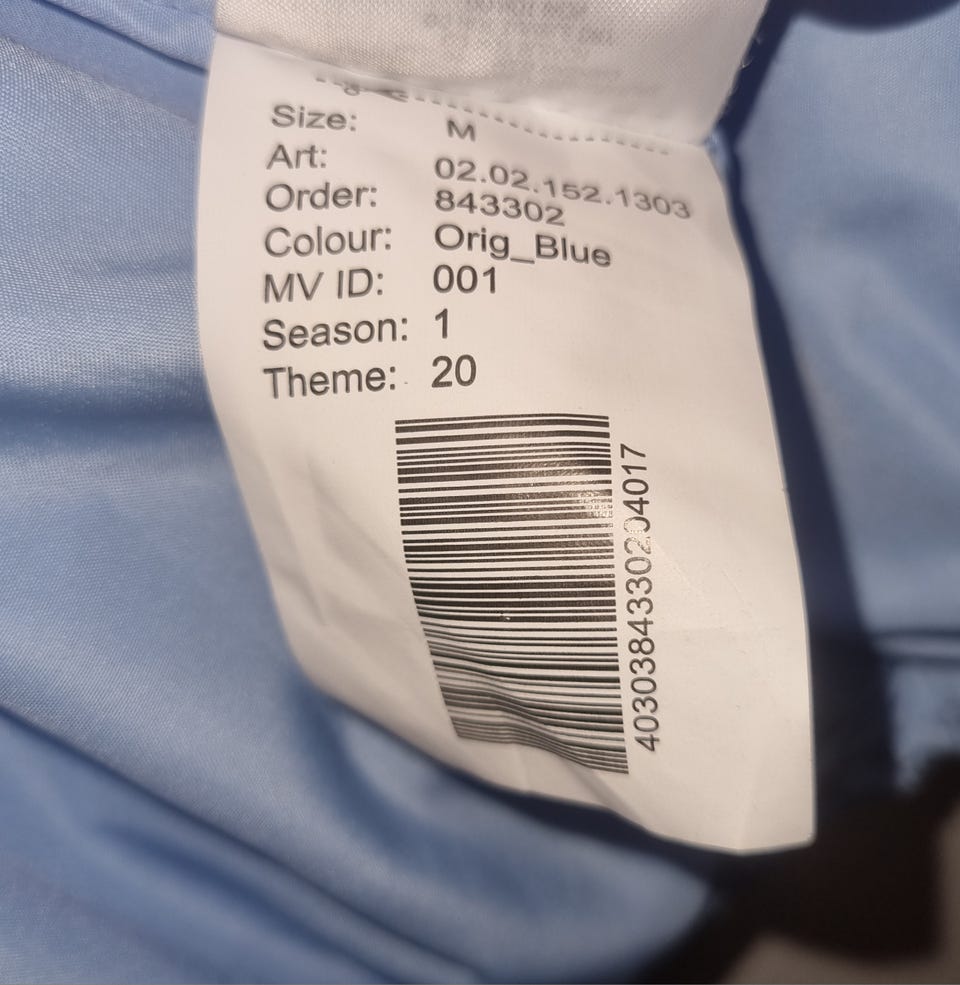 Size: M
Art: 02.02.152.1303
Order: 843302
Colour: Orig_Blue
MV ID: 001
Season: 1
Theme: 20
4030384330204017